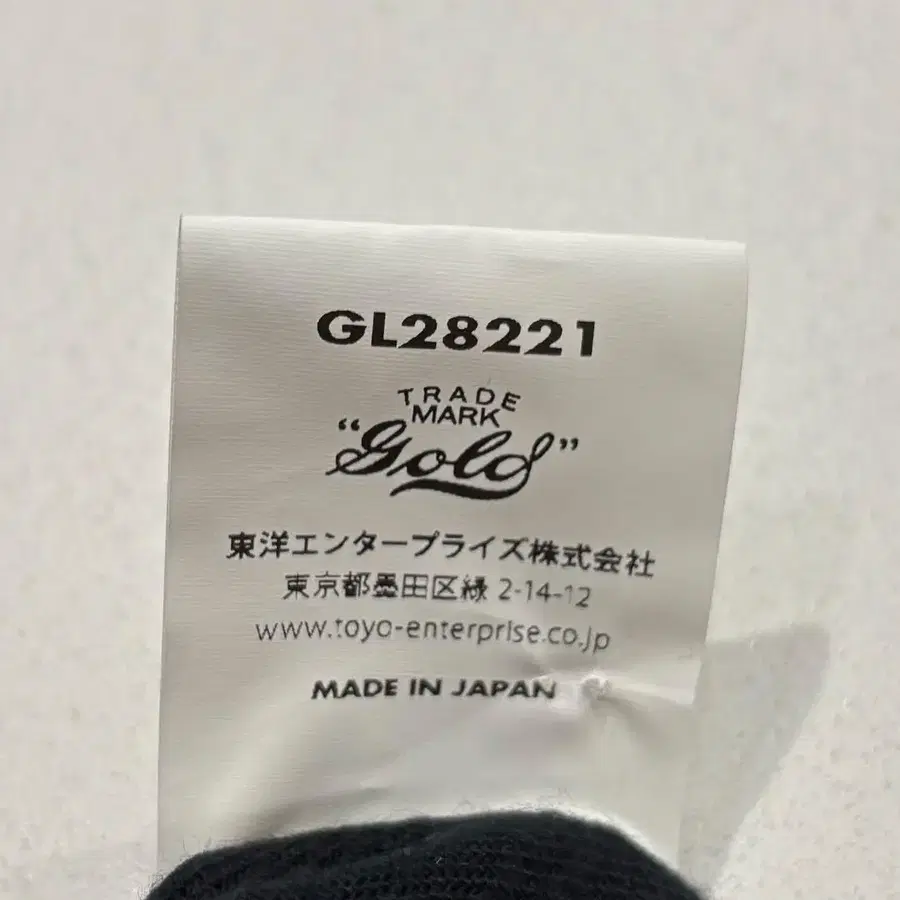 GL28221
TRADE
MARK
"Gold"
東洋エンタープライズ株式会社
東京都墨田区緑 2-14-12
www.toyo-enterprise.co.jp
MADE IN JAPAN